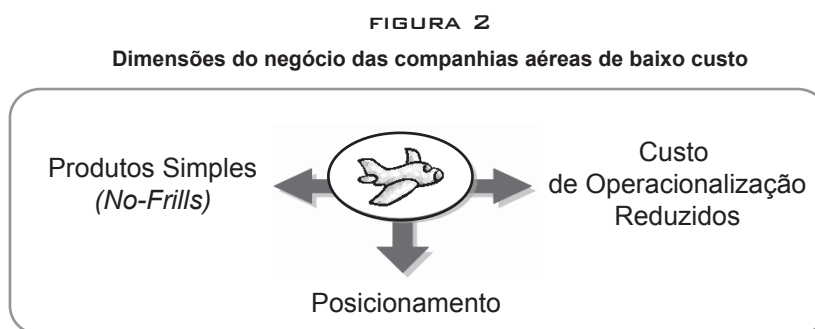 FIGURA 2
Dimensões do negócio das companhias aéreas de baixo custo
Produtos Simples
(No-Frills)
Custo
de Operacionalização
Reduzidos
Posicionamento